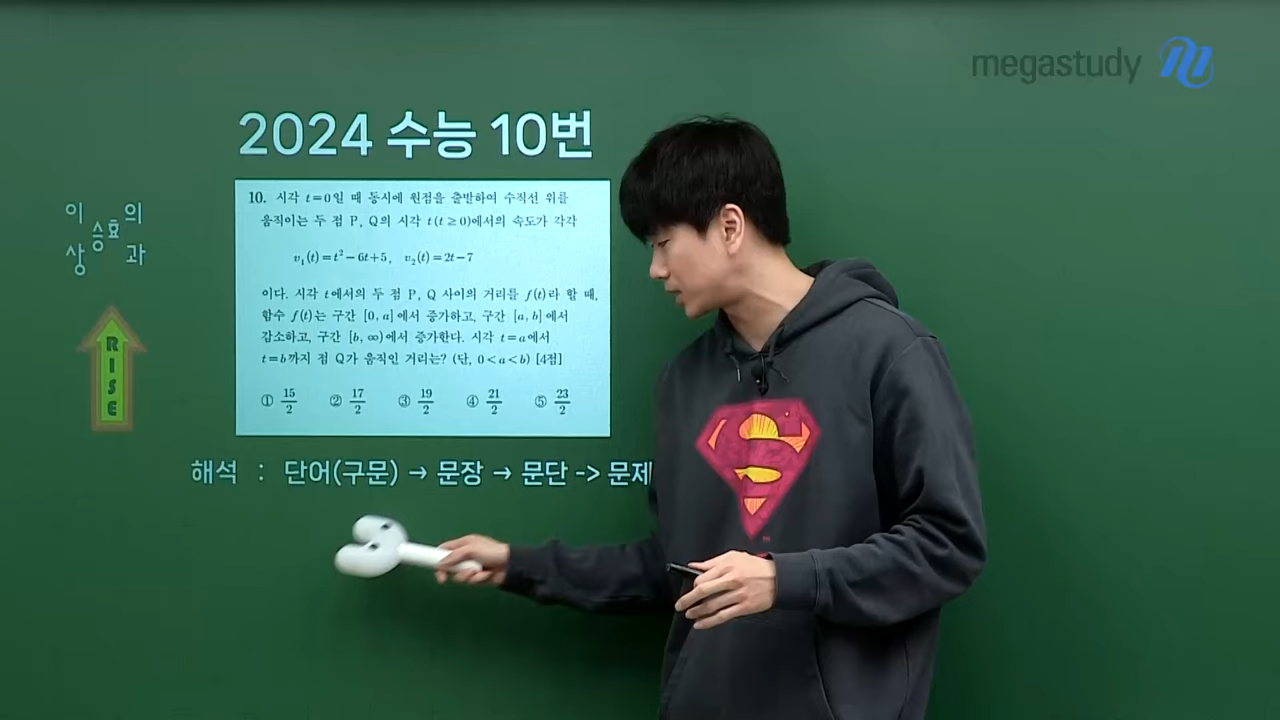 megastudy
2024 수능 10번
10. 시각 t=0일 때 동시에 원점을 출발하여 수직선 위를
움직이는 두 점 P, Q의 시각 t(t≥0)에서의 속도가 각각
v₁(t)=t²-6t+5, v₂(t)=2t-7
이다. 시각 t에서의 두 점 P, Q 사이의 거리를 f(t)라 할 때,
함수 f(t)는 구간 [0, a]에서 증가하고, 구간 [a, b]에서
감소하고, 구간 [b, ∞)에서 증가한다. 시각 t=a에서
t=b까지 점 Q가 움직인 거리는? (단, 0<a<b) [4점]
① 15/2 ② 17/2 ③ 19/2 ④ 21/2 ⑤ 23/2
이승효의
상과
RISE
해석 : 단어(구문) → 문장 → 문단 -> 문제
S
TM